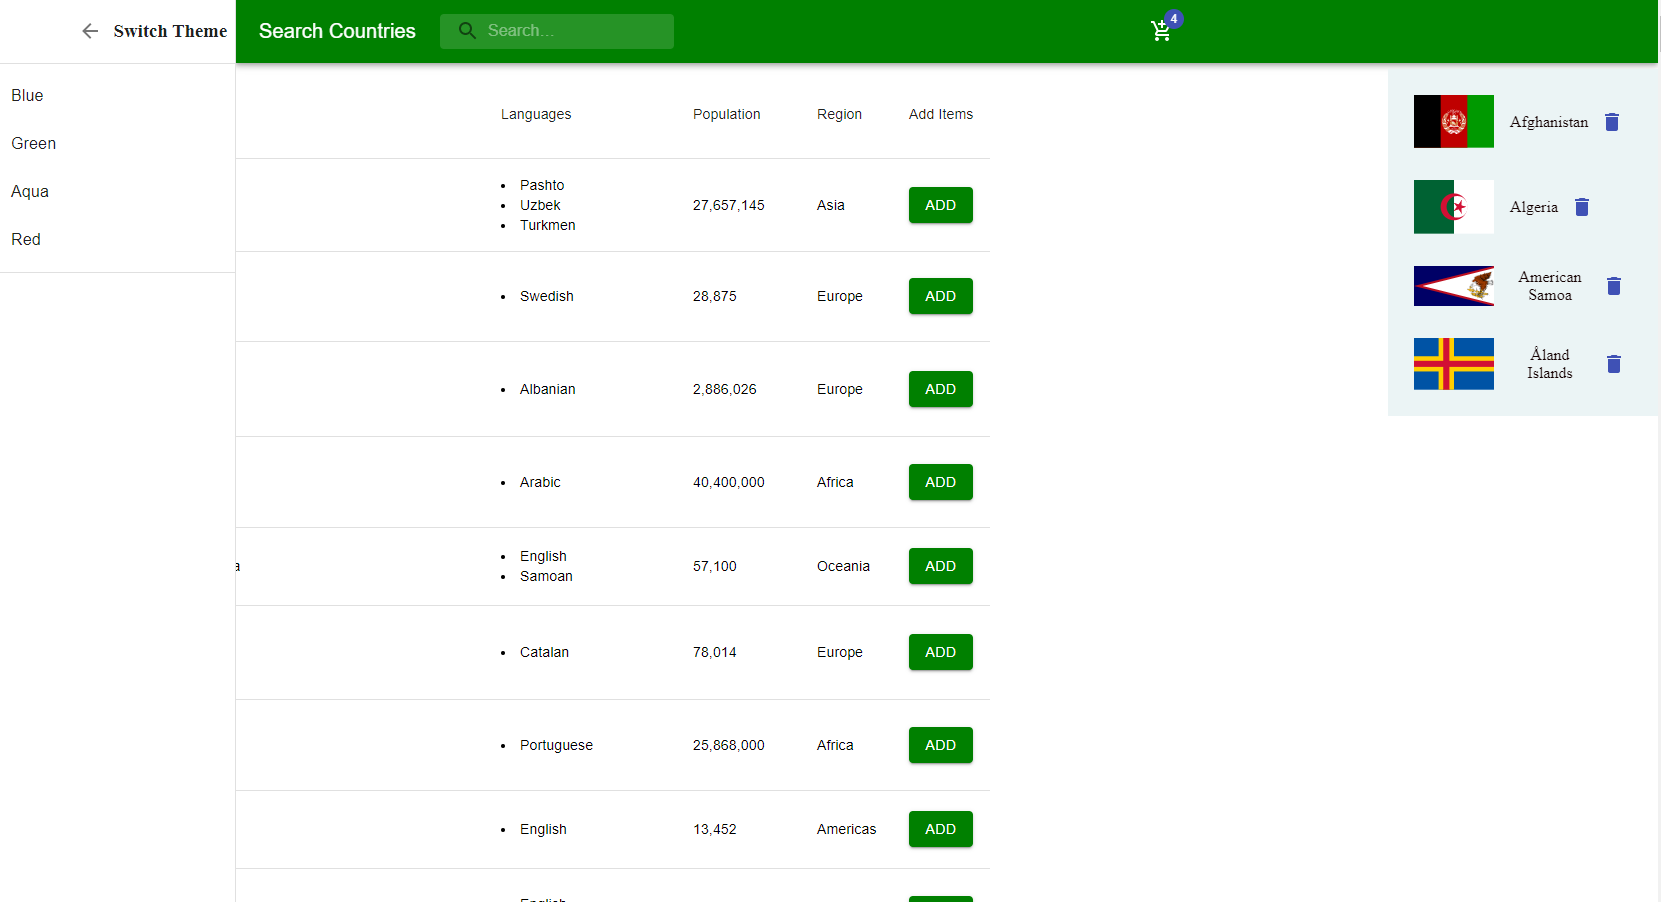 Switch Theme
Search Countries
Search...
4
Blue
Green
Aqua
Red
Languages Population Region Add Items
Pashto
Uzbek
Turkmen
27,657,145 Asia ADD
Swedish 28,875 Europe ADD
Albanian 2,886,026 Europe ADD
Arabic 40,400,000 Africa ADD
a
English
Samoan
57,100 Oceania ADD
Catalan 78,014 Europe ADD
Portuguese 25,868,000 Africa ADD
English 13,452 Americas ADD
English
Afghanistan
Algeria
American
Samoa
Åland
Islands